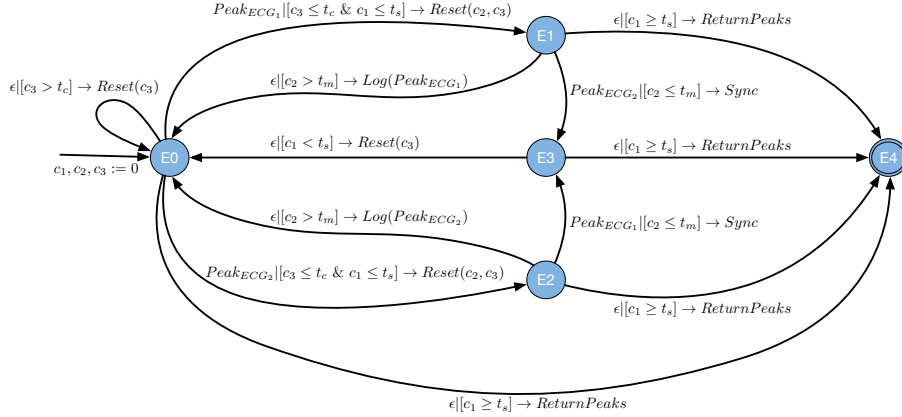 Peak_{ECG_1}|[c_3 ≤ t_c & c_1 ≤ t_s] → Reset(c_2, c_3)
E1
ϵ|[c_1 ≥ t_s] → ReturnPeaks
ϵ|[c_3 > t_c] → Reset(c_3)
ϵ|[c_2 > t_m] → Log(Peak_{ECG_1})
Peak_{ECG_2}|[c_2 ≤ t_m] → Sync
ϵ|[c_1 < t_s] → Reset(c_3)
ϵ|[c_1 ≥ t_s] → ReturnPeaks
E0
E3
E4
c_1, c_2, c_3 := 0
ϵ|[c_2 > t_m] → Log(Peak_{ECG_2})
Peak_{ECG_1}|[c_2 ≤ t_m] → Sync
Peak_{ECG_2}|[c_3 ≤ t_c & c_1 ≤ t_s] → Reset(c_2, c_3)
E2
ϵ|[c_1 ≥ t_s] → ReturnPeaks
ϵ|[c_1 ≥ t_s] → ReturnPeaks